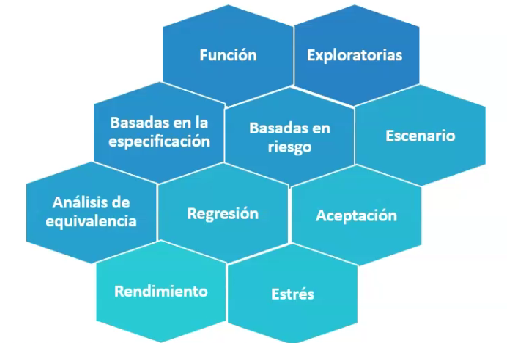 Función
Exploratorias
Basadas en la
especificación
Basadas en
riesgo
Escenario
Análisis de
equivalencia
Regresión
Aceptación
Rendimiento
Estrés